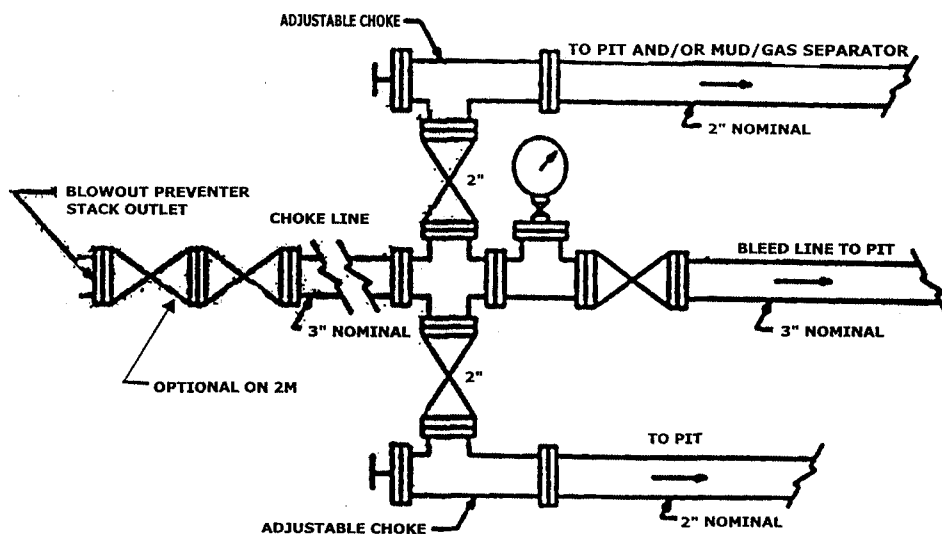 ADJUSTABLE CHOKE
TO PIT AND/OR MUD/GAS SEPARATOR
2" NOMINAL
2"
BLOWOUT PREVENTER
STACK OUTLET
CHOKE LINE
BLEED LINE TO PIT
3" NOMINAL
3" NOMINAL
OPTIONAL ON 2M
2"
TO PIT
2" NOMINAL
ADJUSTABLE CHOKE